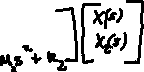 X₁(s)
M₂s² + k₂ ] [ X₂(s) ]